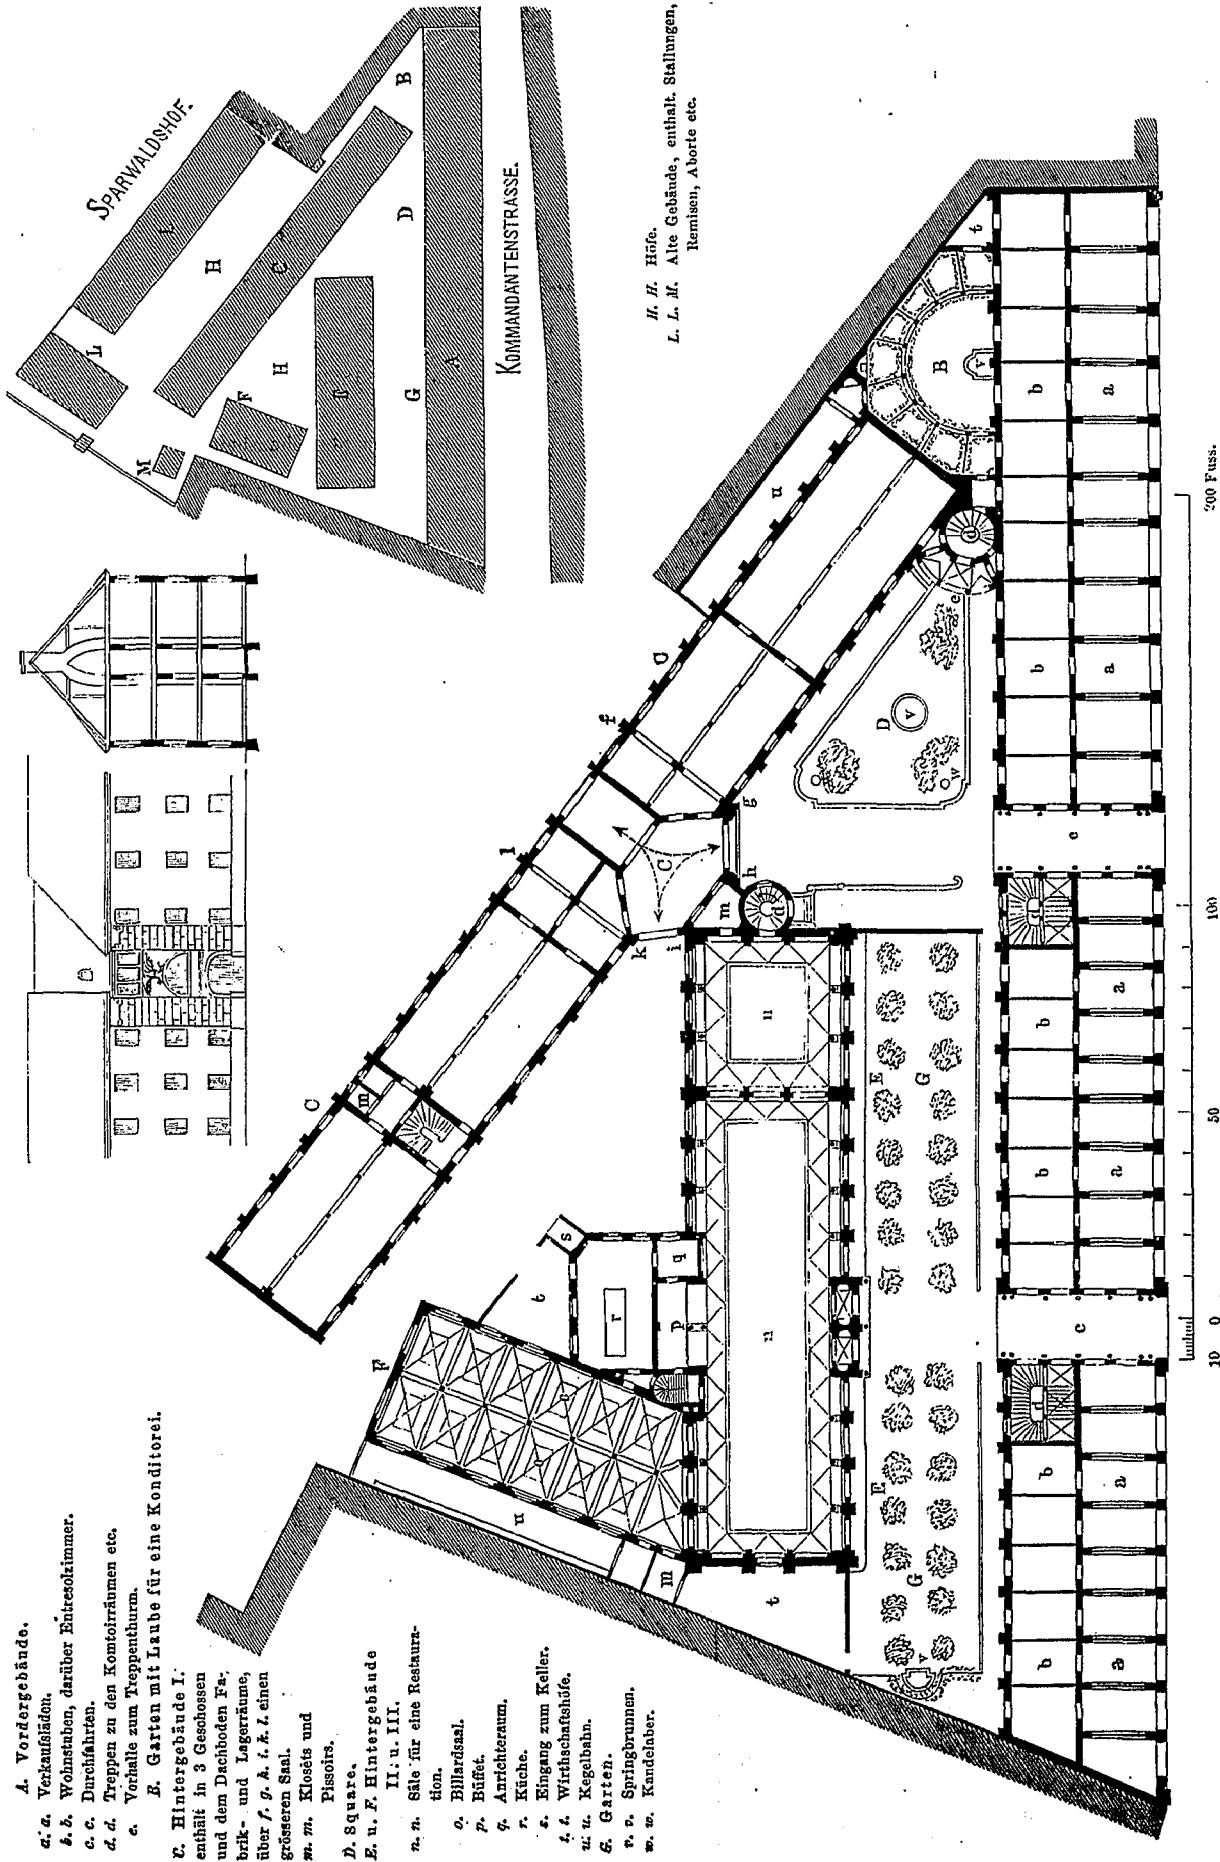 A. Vordergebäude.
a. a. Verkaufsläden.
b. b. Wohnstuben, darüber Entresolzimmer.
c. c. Durchfahrten.
d. d. Treppen zu den Komtoirräumen etc.
e. Vorhalle zum Treppenthurm.
B. Garten mit Laube für eine Konditorei.
C. Hintergebäude I.
enthält in 3 Geschossen
und dem Dachboden Fa-
brik- und Lagerräume,
über f. g. h. i. k. l. einen
grösseren Saal.
m. m. Klosets und
Pissoirs.
D. Square.
E. u. F. Hintergebäude
II. u. III.
n. n. Säle für eine Restaura-
tion.
o. Billardsaal.
p. Büffet.
q. Anrichteraum.
r. Küche.
s. Eingang zum Keller.
t. t. Wirthschaftshöfe.
u. u. Kegelbahn.
G. Garten.
v. v. Springbrunnen.
w. w. Kandelaber.
H. H. Höfe.
L. L. M. Alte Gebäude, enthalt. Stallungen,
Remisen, Aborte etc.
SPARWALDSHOF.
KOMMANDANTENSTRASSE.
L
L
H
C
B
M
F
H
E
G
D
A
C
m
l
f
C
u
k
C
g
i
m
h
d
D
v
w
e
d
B
v
t
F
u
m
t
t
s
r
q
p
o
o
n
n
E
G
E
G
v
b
b
b
b
b
b
a
a
a
a
a
a
d
d
c
c
10 0 50 100 200 Fuss.